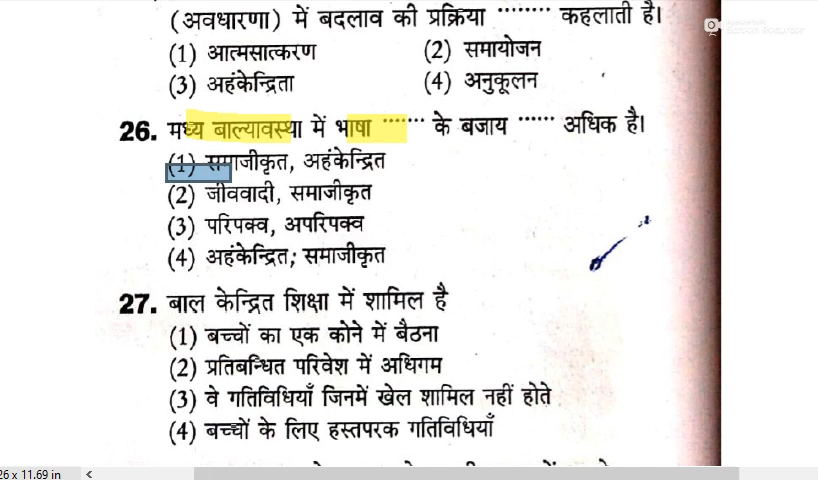 (अवधारणा) में बदलाव की प्रक्रिया ········ कहलाती है।
(1) आत्मसात्करण (2) समायोजन
(3) अहंकेन्द्रिता (4) अनुकूलन
26. मध्य बाल्यावस्था में भाषा ······· के बजाय ······ अधिक है।
(1) समाजीकृत, अहंकेन्द्रित
(2) जीववादी, समाजीकृत
(3) परिपक्व, अपरिपक्व
(4) अहंकेन्द्रित; समाजीकृत
27. बाल केन्द्रित शिक्षा में शामिल है
(1) बच्चों का एक कोने में बैठना
(2) प्रतिबन्धित परिवेश में अधिगम
(3) वे गतिविधियाँ जिनमें खेल शामिल नहीं होते
(4) बच्चों के लिए हस्तपरक गतिविधियाँ
26 x 11.69 in <